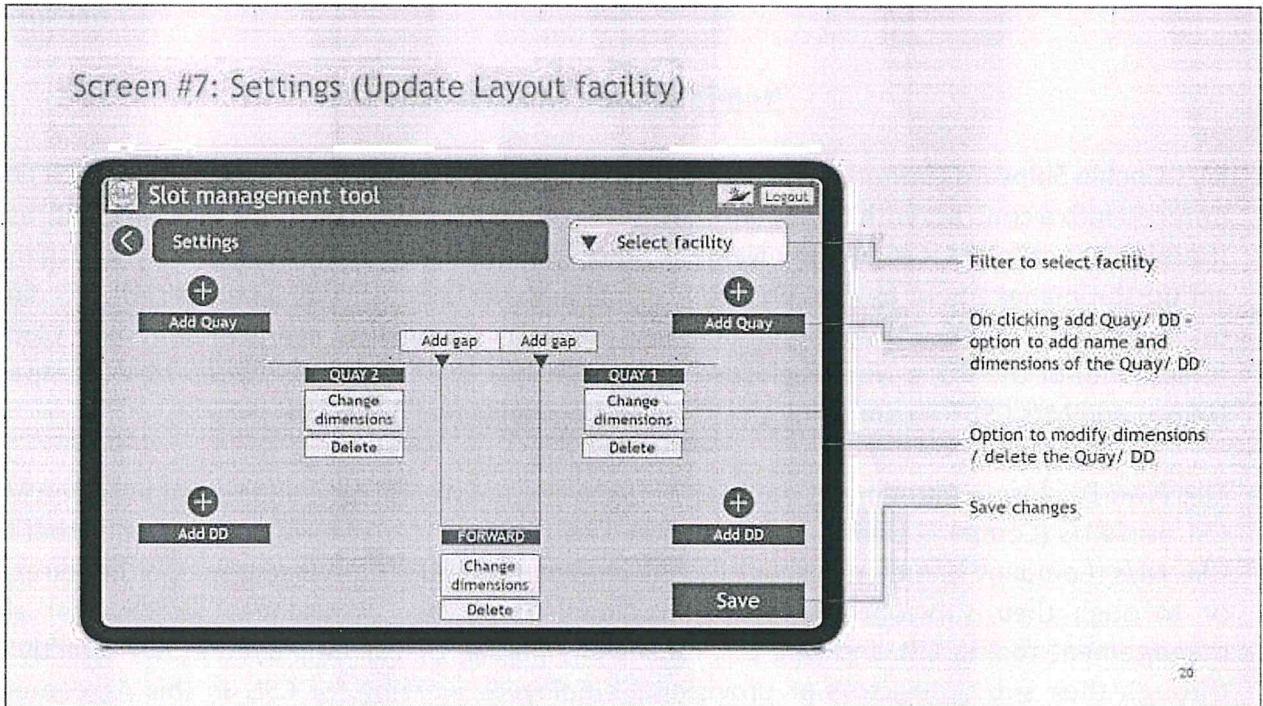 Screen #7: Settings (Update Layout facility)
Slot management tool
Logout
Settings
▼ Select facility
Filter to select facility
Add Quay
Add Quay
On clicking add Quay/ DD -
option to add name and
dimensions of the Quay/ DD
Add gap
Add gap
QUAY 2
Change
dimensions
Delete
QUAY 1
Change
dimensions
Delete
Option to modify dimensions
/ delete the Quay/ DD
Add DD
FORWARD
Change
dimensions
Delete
Add DD
Save changes
Save
20